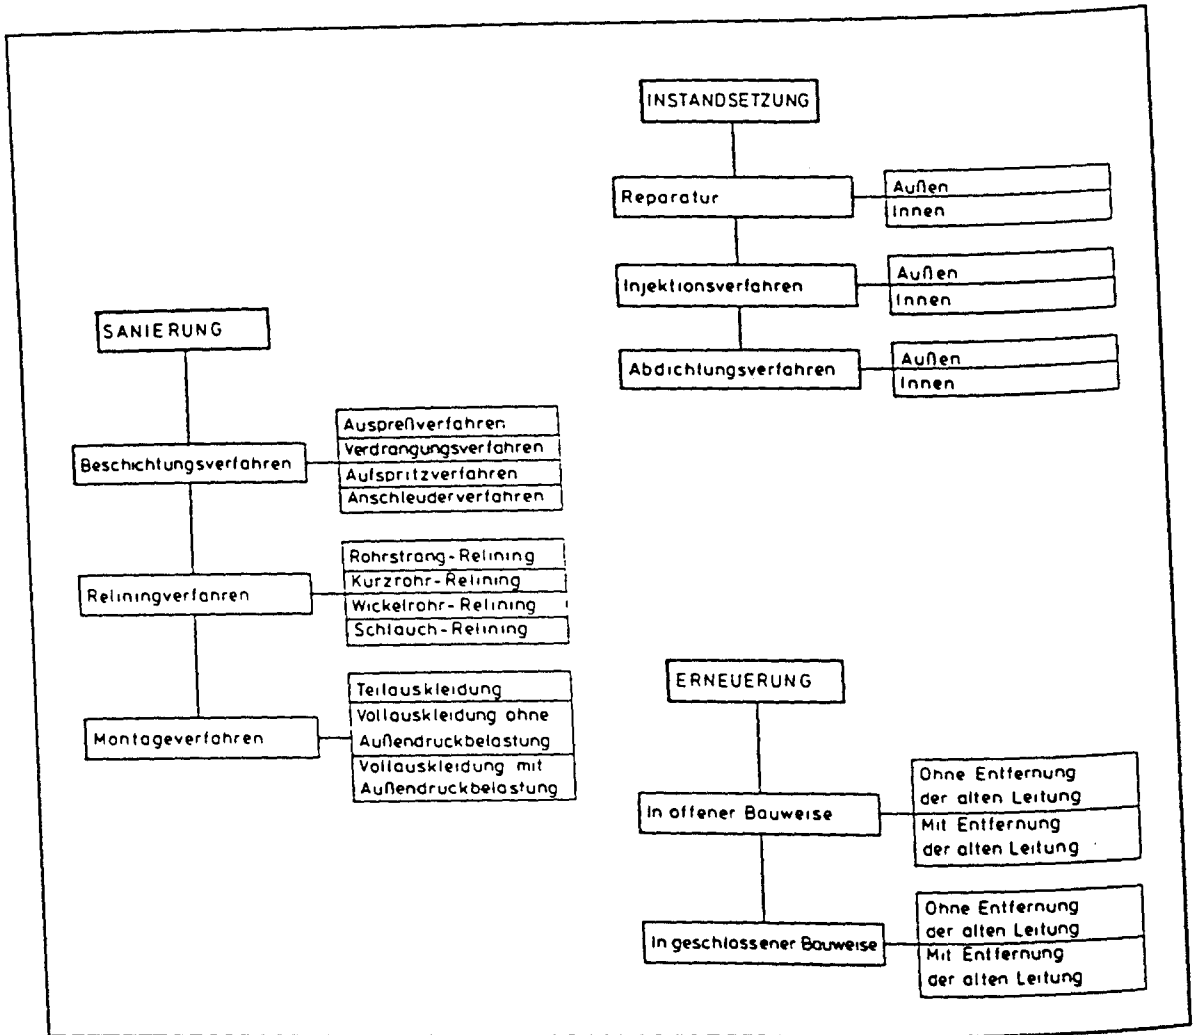 INSTANDSETZUNG
Reparatur
Außen
Innen
Injektionsverfahren
Außen
Innen
Abdichtungsverfahren
Außen
Innen
SANIERUNG
Beschichtungsverfahren
Auspreßverfahren
Verdrangungsverfahren
Aufspritzverfahren
Anschleuderverfahren
Reliningverfahren
Rohrstrang-Relining
Kurzrohr-Relining
Wickelrohr-Relining
Schlauch-Relining
Montageverfahren
Teilauskleidung
Vollauskleidung ohne
Außendruckbelastung
Vollauskleidung mit
Außendruckbelastung
ERNEUERUNG
In offener Bauweise
Ohne Entfernung
der alten Leitung
Mit Entfernung
der alten Leitung
In geschlossener Bauweise
Ohne Entfernung
der alten Leitung
Mit Entfernung
der alten Leitung